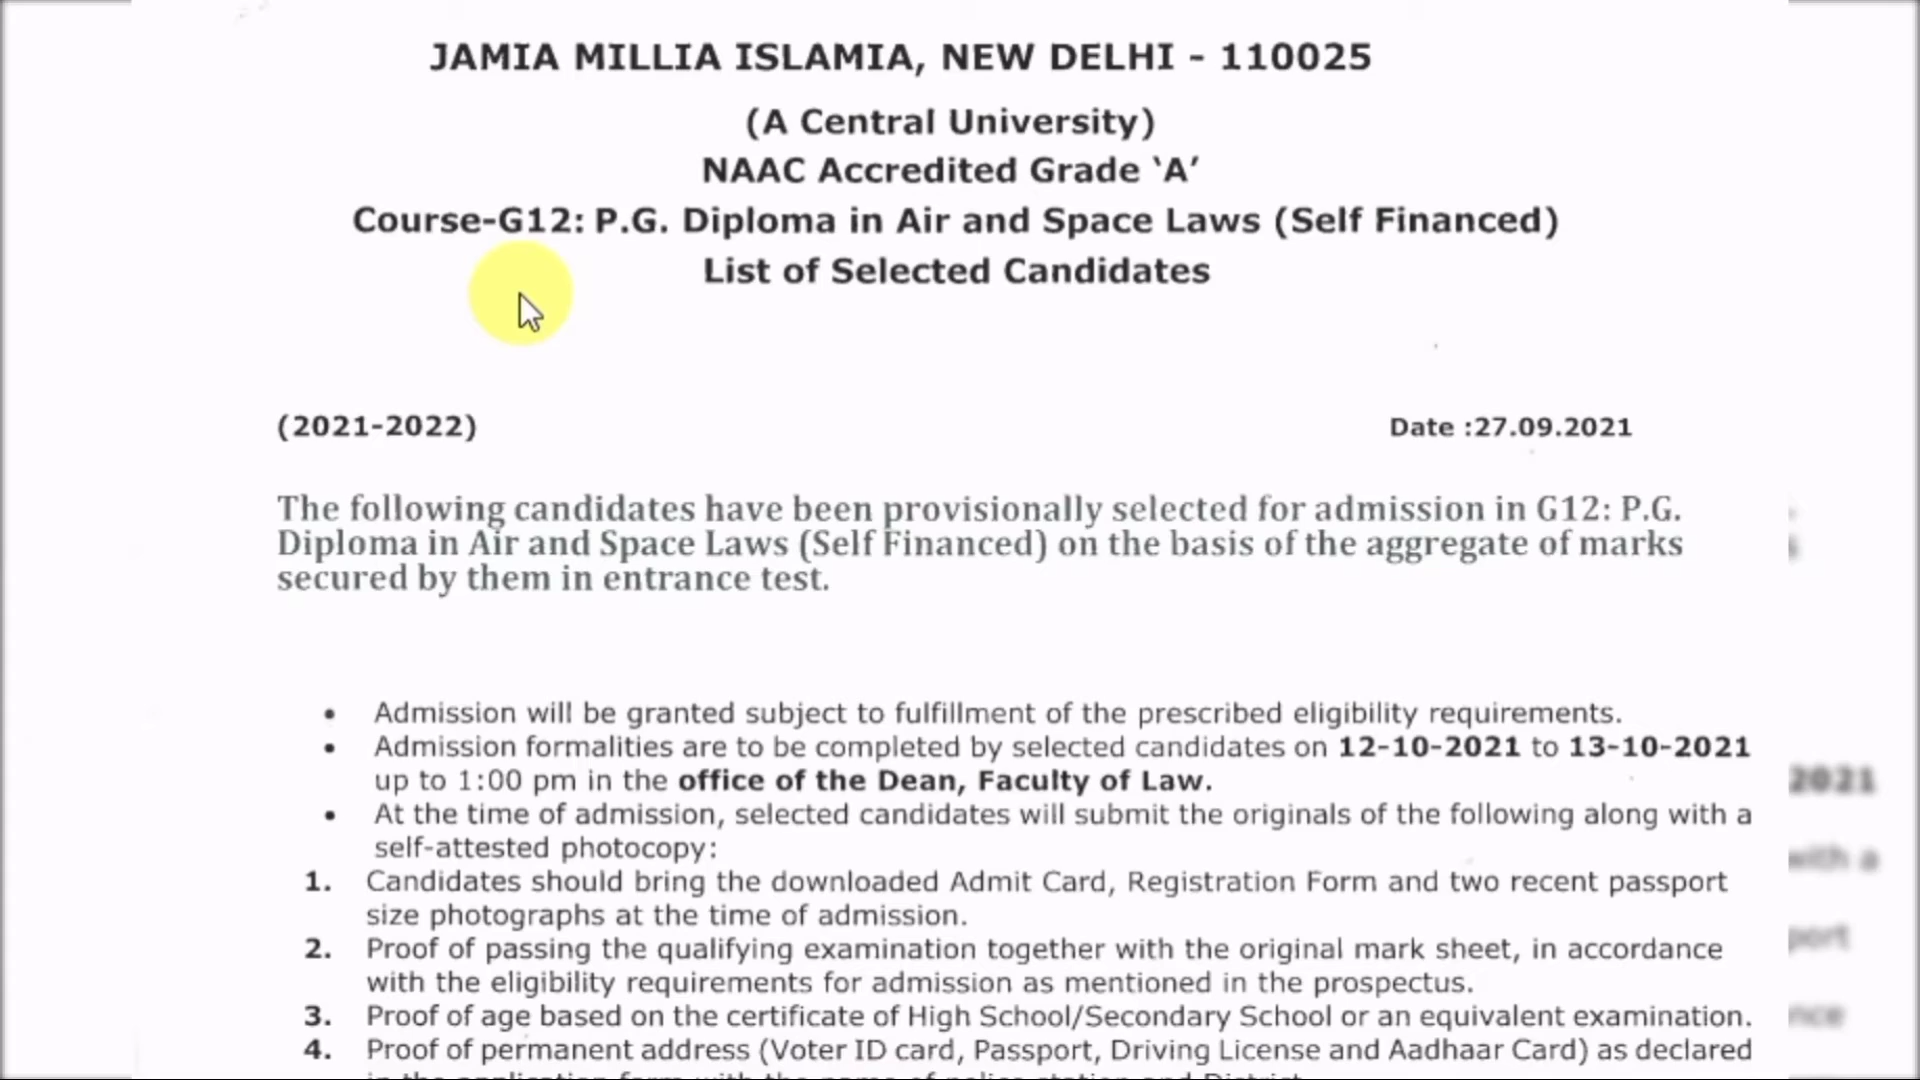 JAMIA MILLIA ISLAMIA, NEW DELHI - 110025
(A Central University)
NAAC Accredited Grade ‘A’
Course-G12: P.G. Diploma in Air and Space Laws (Self Financed)
List of Selected Candidates
(2021-2022) Date :27.09.2021
The following candidates have been provisionally selected for admission in G12: P.G.
Diploma in Air and Space Laws (Self Financed) on the basis of the aggregate of marks
secured by them in entrance test.
• Admission will be granted subject to fulfillment of the prescribed eligibility requirements.
• Admission formalities are to be completed by selected candidates on 12-10-2021 to 13-10-2021
up to 1:00 pm in the office of the Dean, Faculty of Law.
• At the time of admission, selected candidates will submit the originals of the following along with a
self-attested photocopy:
1. Candidates should bring the downloaded Admit Card, Registration Form and two recent passport
size photographs at the time of admission.
2. Proof of passing the qualifying examination together with the original mark sheet, in accordance
with the eligibility requirements for admission as mentioned in the prospectus.
3. Proof of age based on the certificate of High School/Secondary School or an equivalent examination.
4. Proof of permanent address (Voter ID card, Passport, Driving License and Aadhaar Card) as declared
2021
with a